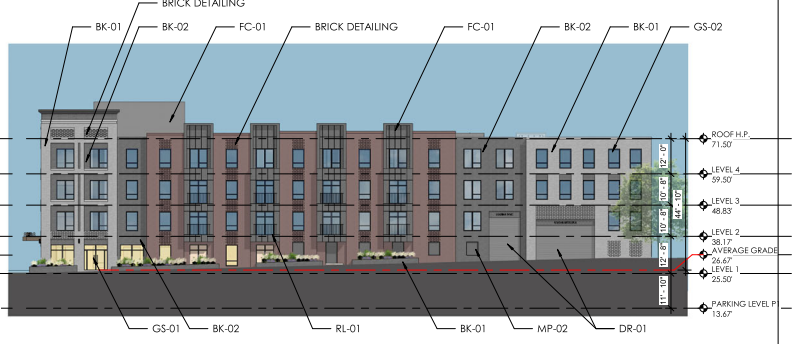 BRICK DETAILING
BK-01
BK-02
FC-01
BRICK DETAILING
FC-01
BK-02
BK-01
GS-02
ROOF H.P.
71.50'
12' - 0"
LEVEL 4
59.50'
10' - 8"
LEVEL 3
48.83'
44' - 10"
10' - 8"
LEVEL 2
38.17'
12' - 8"
AVERAGE GRADE
26.67'
LEVEL 1
25.50'
11' - 10"
PARKING LEVEL P1
13.67'
GS-01
BK-02
RL-01
BK-01
MP-02
DR-01